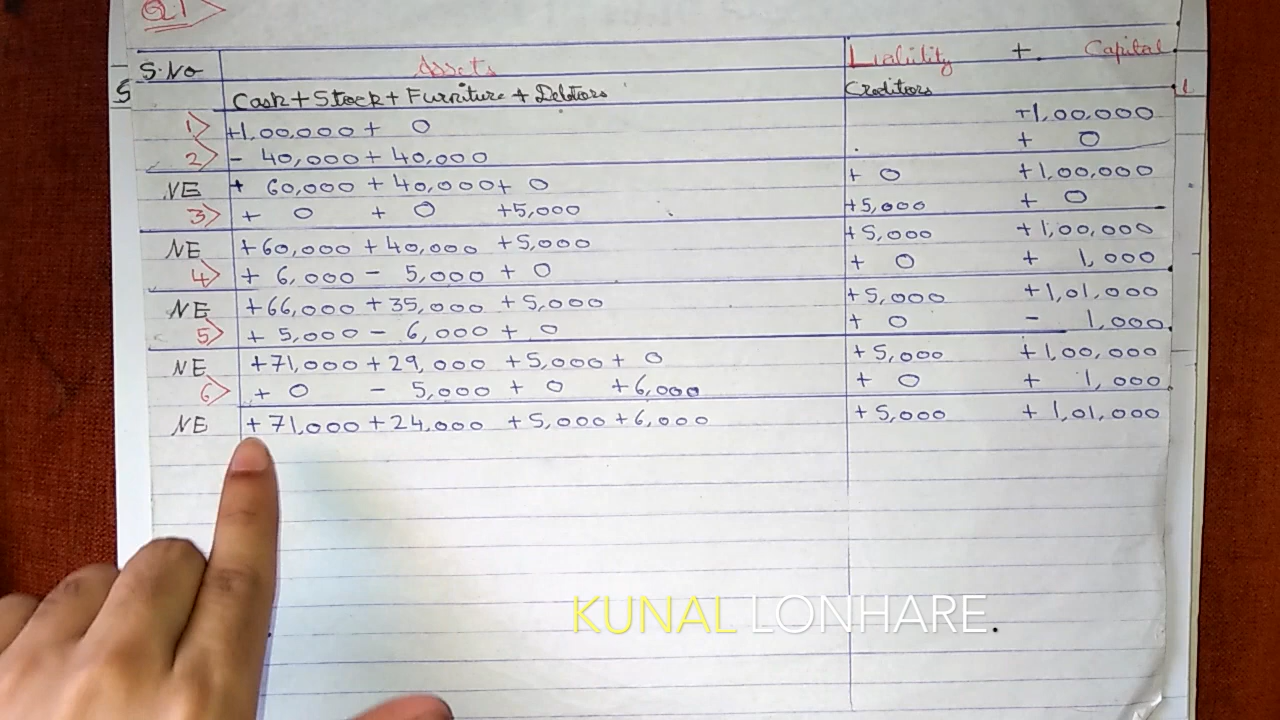 Q.1
S.No Assets Liability + Capital
S Cash + Stock + Furniture + Debtors Creditors
1) +1,00,000 + 0 +1,00,000
2) - 40,000 + 40,000 + 0
NE + 60,000 + 40,000 + 0 + 0 +1,00,000
3) + 0 + 0 +5,000 +5,000 + 0
NE +60,000 + 40,000 +5,000 +5,000 +1,00,000
4) + 6,000 - 5,000 + 0 + 0 + 1,000
NE +66,000 + 35,000 +5,000 +5,000 +1,01,000
5) + 5,000 - 6,000 + 0 + 0 - 1,000
NE +71,000 + 29,000 +5,000 + 0 +5,000 +1,00,000
6) + 0 - 5,000 + 0 +6,000 + 0 + 1,000
NE +71,000 +24,000 +5,000 +6,000 +5,000 +1,01,000
KUNAL LONHARE.